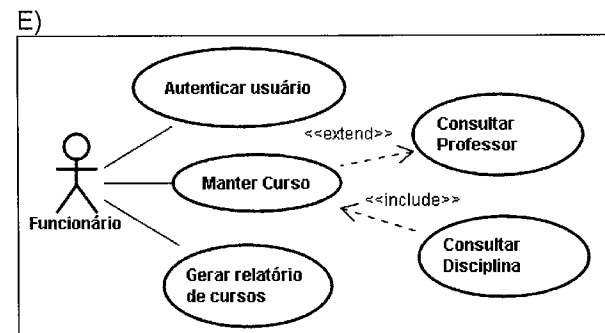 E)
Autenticar usuário
<<extend>>
Consultar
Professor
Manter Curso
<<include>>
Funcionário
Consultar
Disciplina
Gerar relatório
de cursos